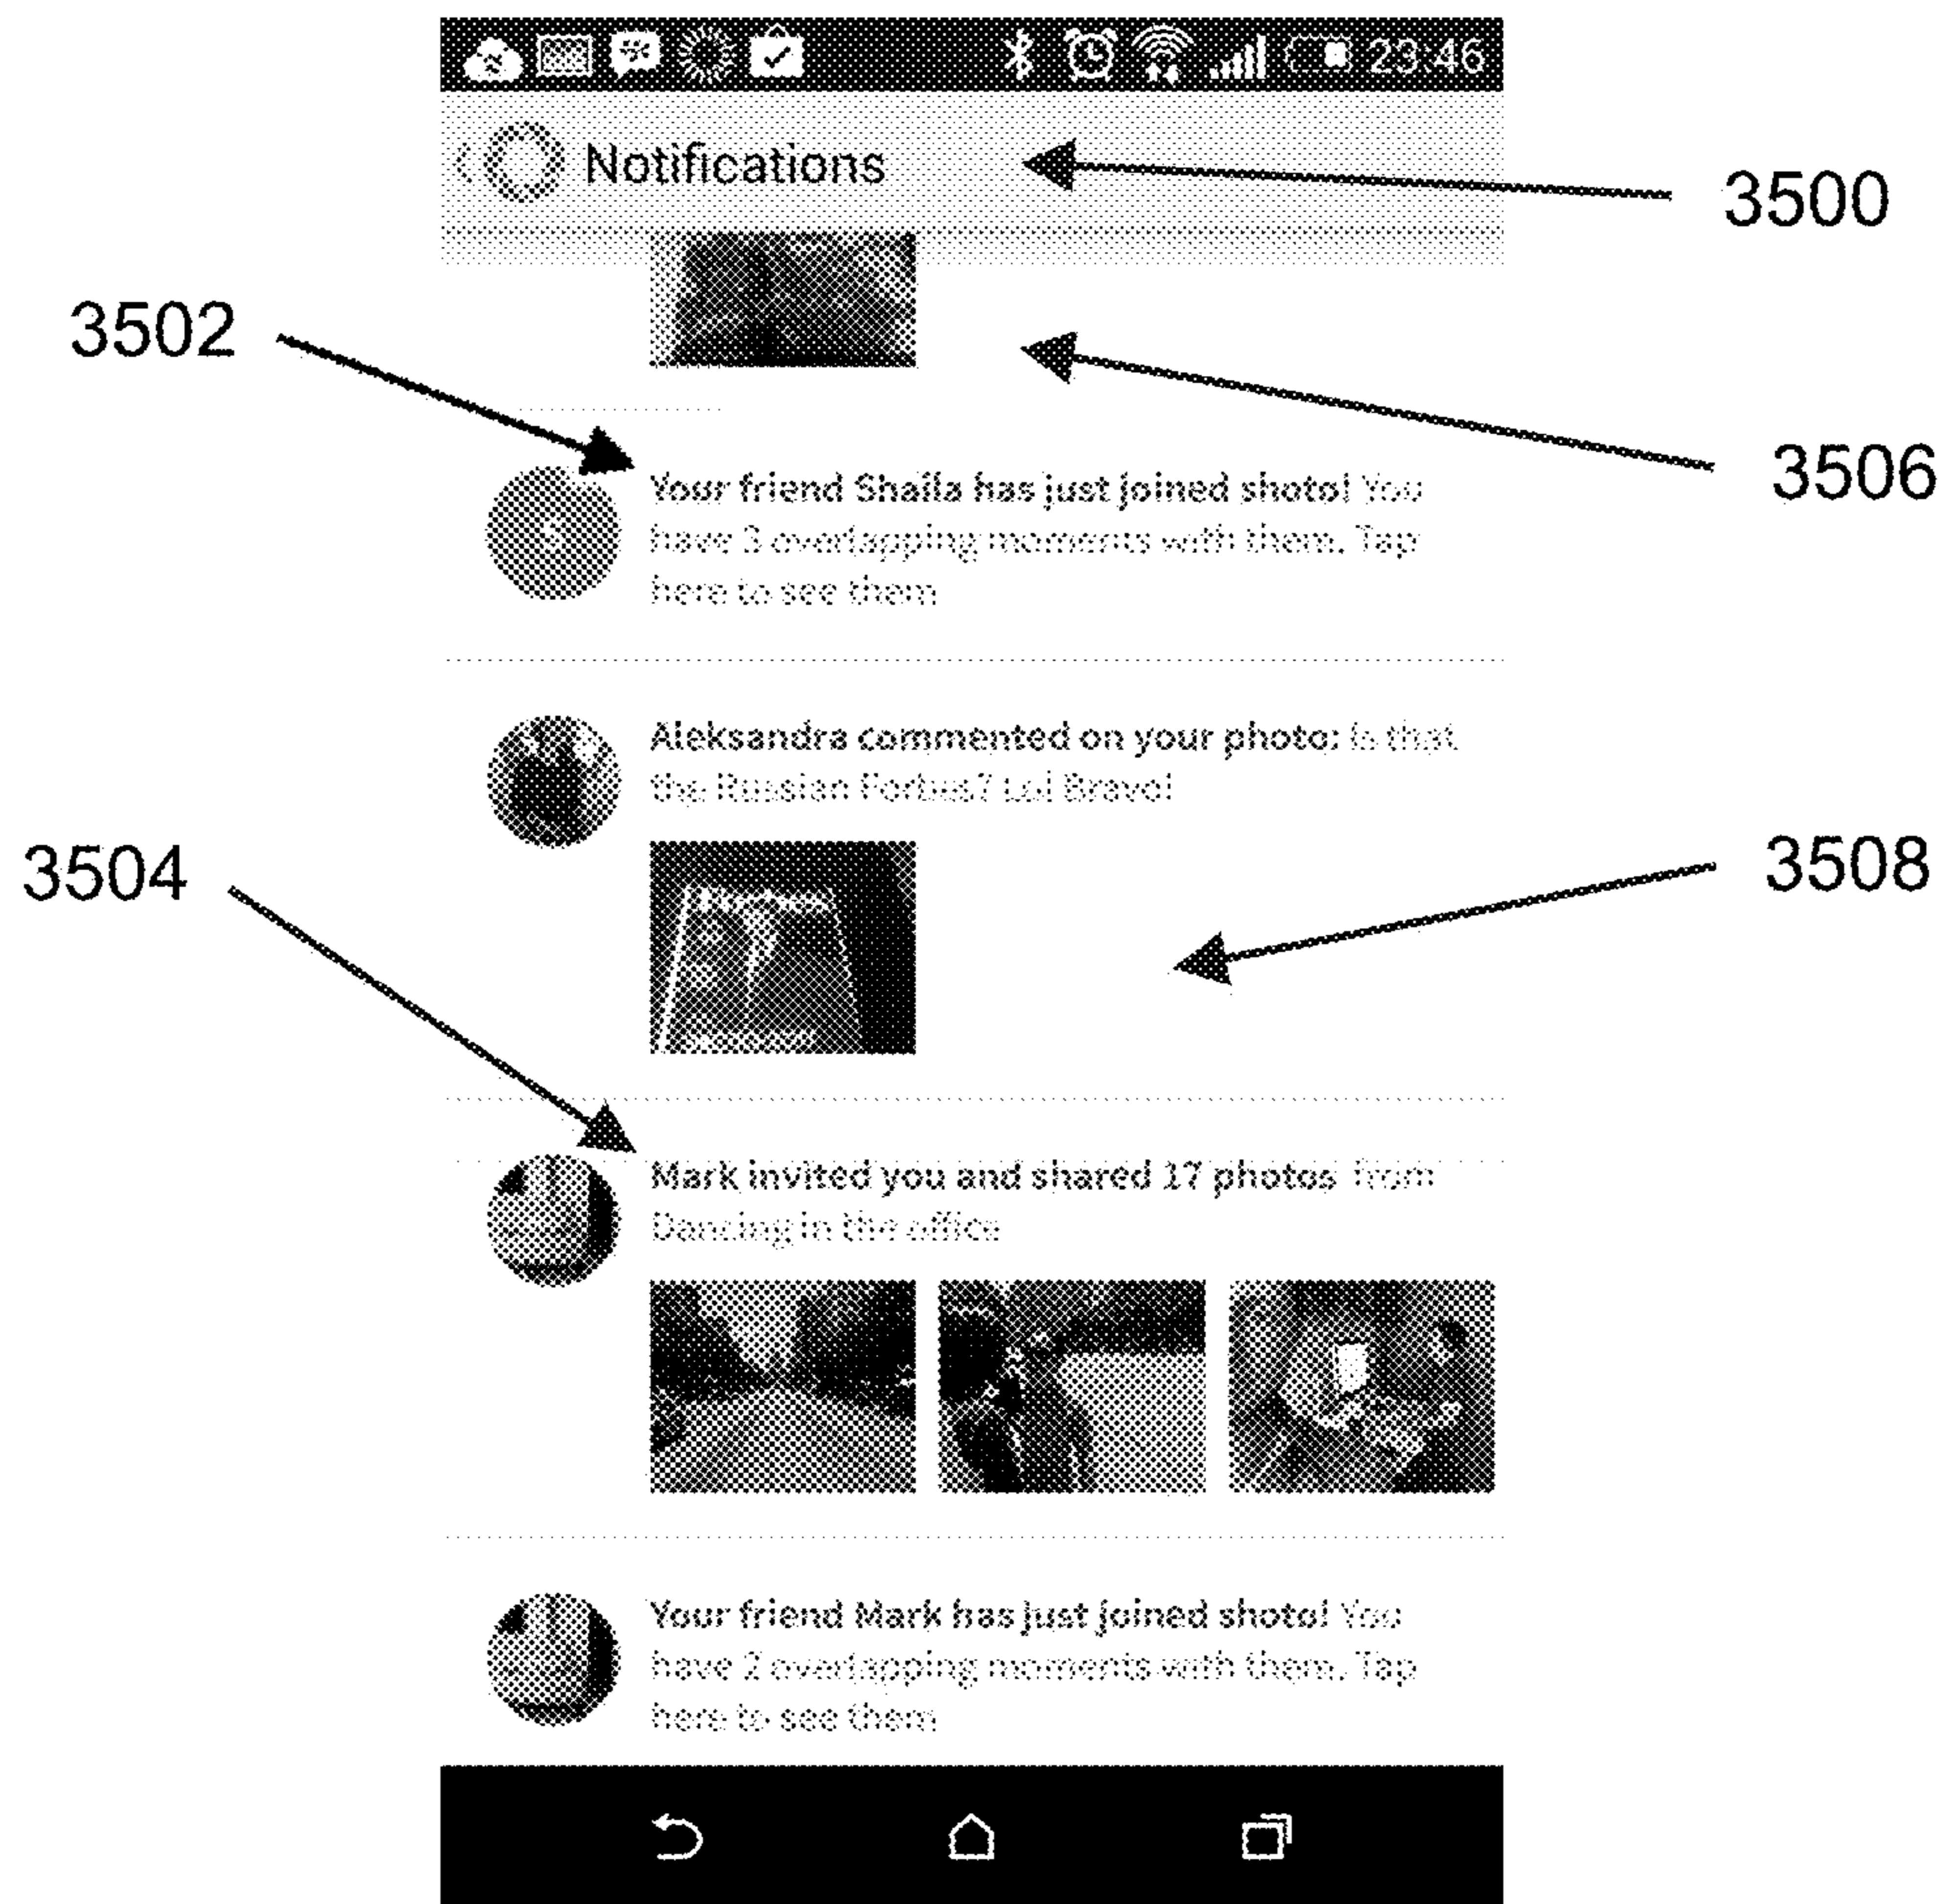 23:46
Notifications
3500
3502
3506
Your friend Shaila has just joined shoto! You
have 3 overlapping moments with them. Tap
here to see them
Aleksandra commented on your photo: Is that
the Russian Forbes? Lol Bravo!
3504
3508
Mark invited you and shared 17 photos from
Dancing in the office
Your friend Mark has just joined shoto! You
have 2 overlapping moments with them. Tap
here to see them